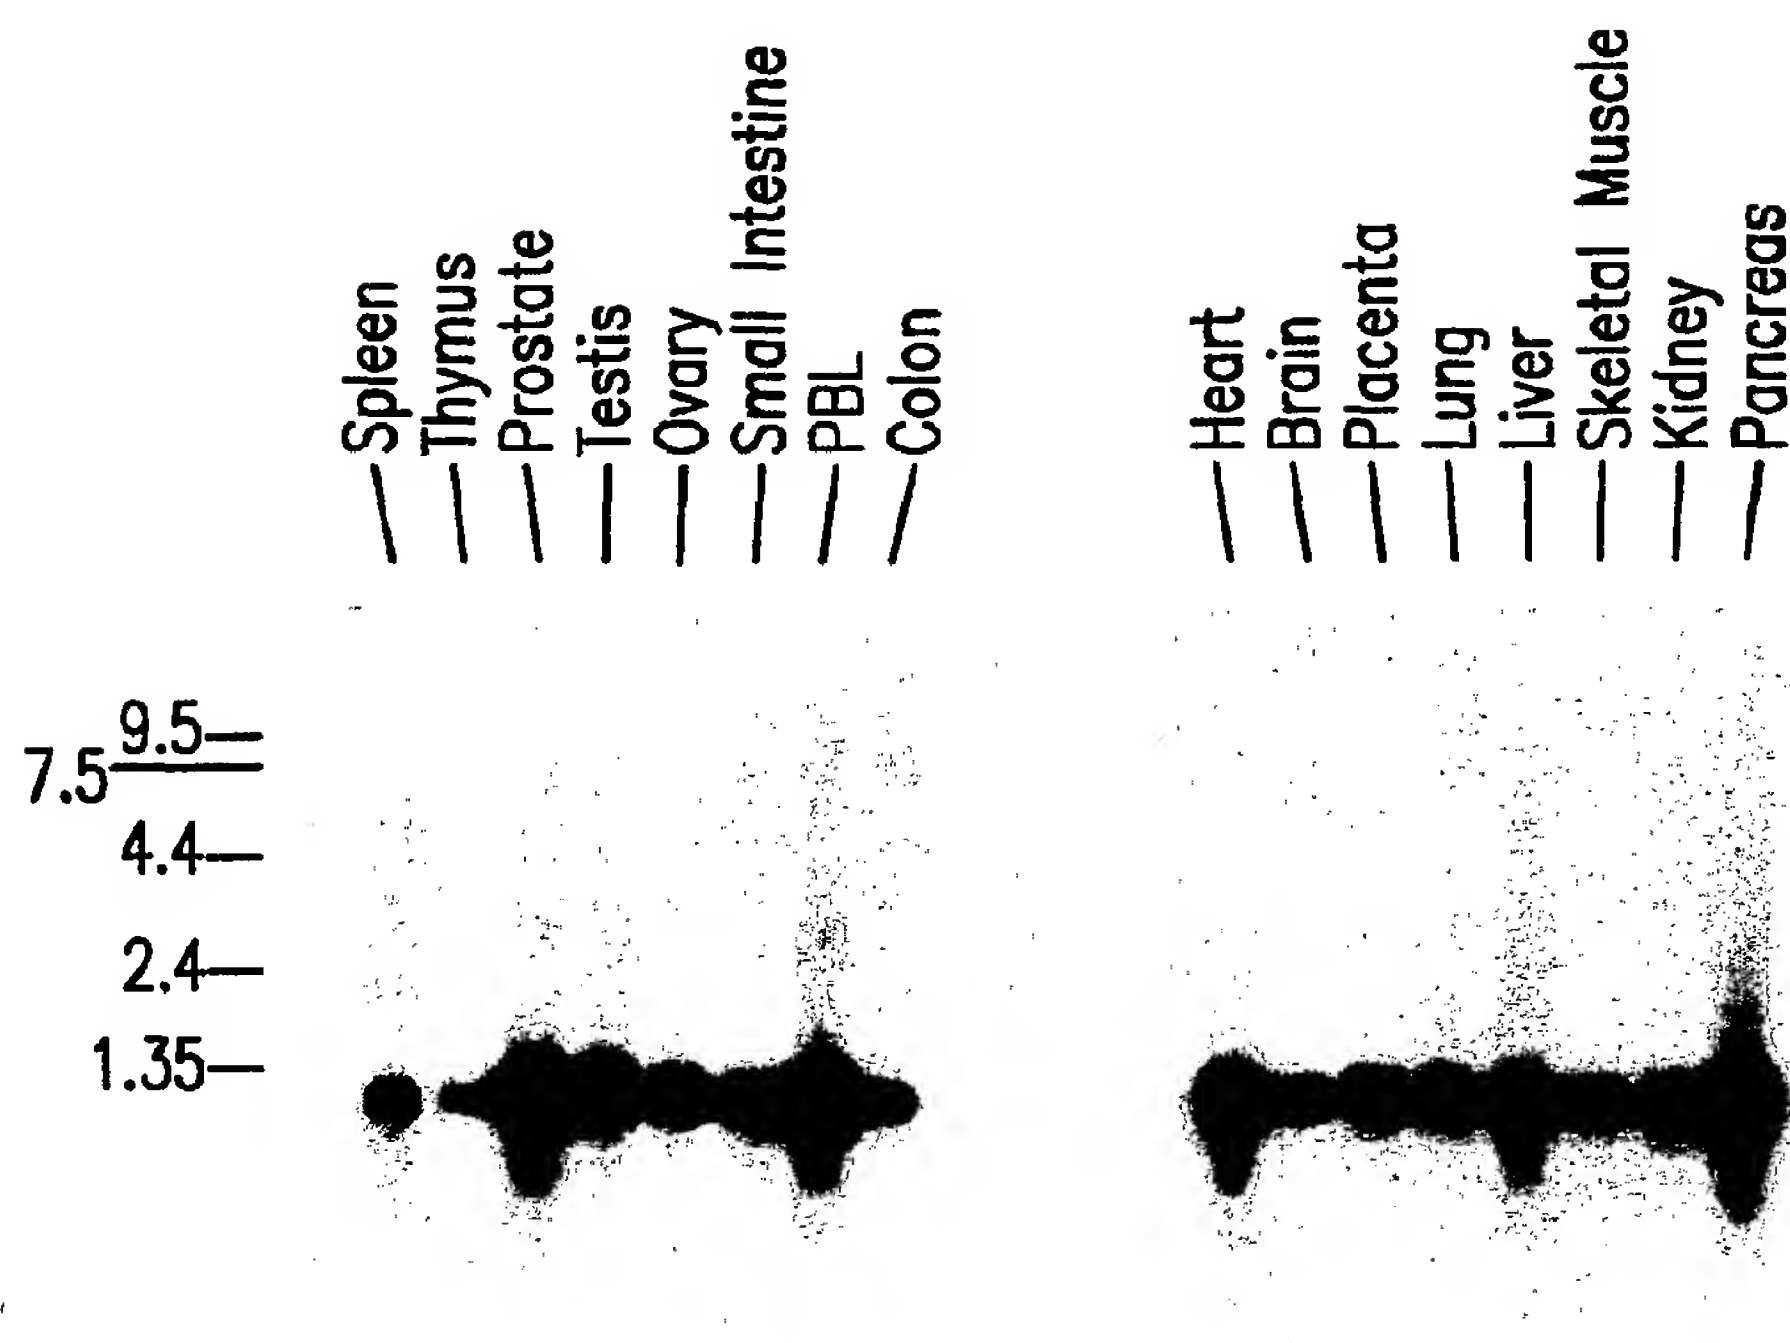 Spleen
Thymus
Prostate
Testis
Ovary
Small Intestine
PBL
Colon
Heart
Brain
Placenta
Lung
Liver
Skeletal Muscle
Kidney
Pancreas
9.5
7.5
4.4
2.4
1.35